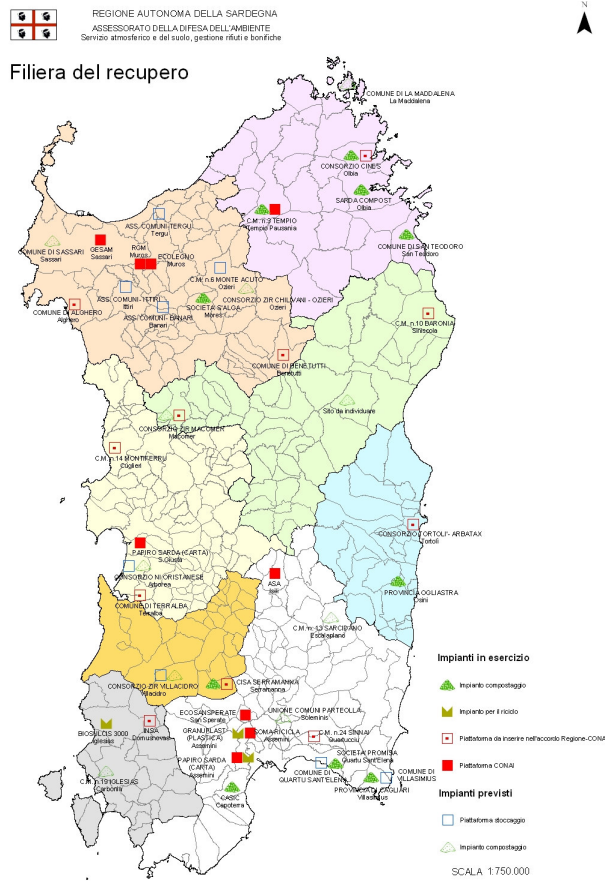 REGIONE AUTONOMA DELLA SARDEGNA
ASSESSORATO DELLA DIFESA DELL'AMBIENTE
Servizio atmosferico e del suolo, gestione rifiuti e bonifiche
N
Filiera del recupero
COMUNE DI LA MADDALENA
La Maddalena
CONSORZIO CINES
Olbia
SARDA COMPOST
Olbia
C.M. n.3 TEMPIO
Tempio Pausania
ASS. COMUNI-TERGU
Tergu
COMUNE DI SAN TEODORO
San Teodoro
COMUNE DI SASSARI
Sassari
GESAM
Sassari
ROM
Muros
ECOLEGNO
Muros
C.M. n.6 MONTE ACUTO
Ozieri
CONSORZIO ZIR CHILIVANI - OZIERI
Ozieri
ASS. COMUNI-ITTIRI
Ittiri
SOCIETA' S'ALGA
Mores
COMUNE DI ALGHERO
Alghero
ASS. COMUNI-BANARI
Banari
C.M. n.10 BARONIA
Siniscola
COMUNE DI BENETUTTI
Benetutti
Sito da individuare
CONSORZIO ZIR MACOMER
Macomer
C.M. n.14 MONTIFERRU
Cuglieri
CONSORZIO TORTOLI'- ARBATAX
Tortoli
PAPIRO SARDA (CARTA)
S.Giusta
CONSORZIO NI ORISTANESE
Arborea
ASA
Isili
PROVINCIA OGLIASTRA
Osini
COMUNE DI TERRALBA
Terralba
C.M. n. 13 SARCIDANO
Escalaplano
CONSORZIO ZIR VILLACIDRO
Villacidro
CISA SERRAMANNA
Serramanna
ECOSANSPERATE
San Sperate
UNIONE COMUNI PARTEOLLA
Soleminis
BIOSULCIS 3000
Iglesias
INSA
Domusnovas
GRANUPLAST
(PLASTICA)
Assemini
SOMARICICLA
Assemini
C.M. n.24 SINNAI
Quartucciu
PAPIRO SARDA
(CARTA)
Assemini
SOCIETA' PROMISA
Quartu Sant'Elena
COMUNE DI
QUARTU SANT'ELENA
COMUNE DI
VILLASIMIUS
C.M. n.19 IGLESIAS
Carbonia
CASIC
Capoterra
PROVINCIA DI CAGLIARI
Villasimius
Impianti in esercizio
Impianto compostaggio
Impianto per il riciclo
Piattaforma da inserire nell'accordo Regione-CONAI
Piattaforma CONAI
Impianti previsti
Piattaforma stoccaggio
Impianto compostaggio
SCALA 1:750.000